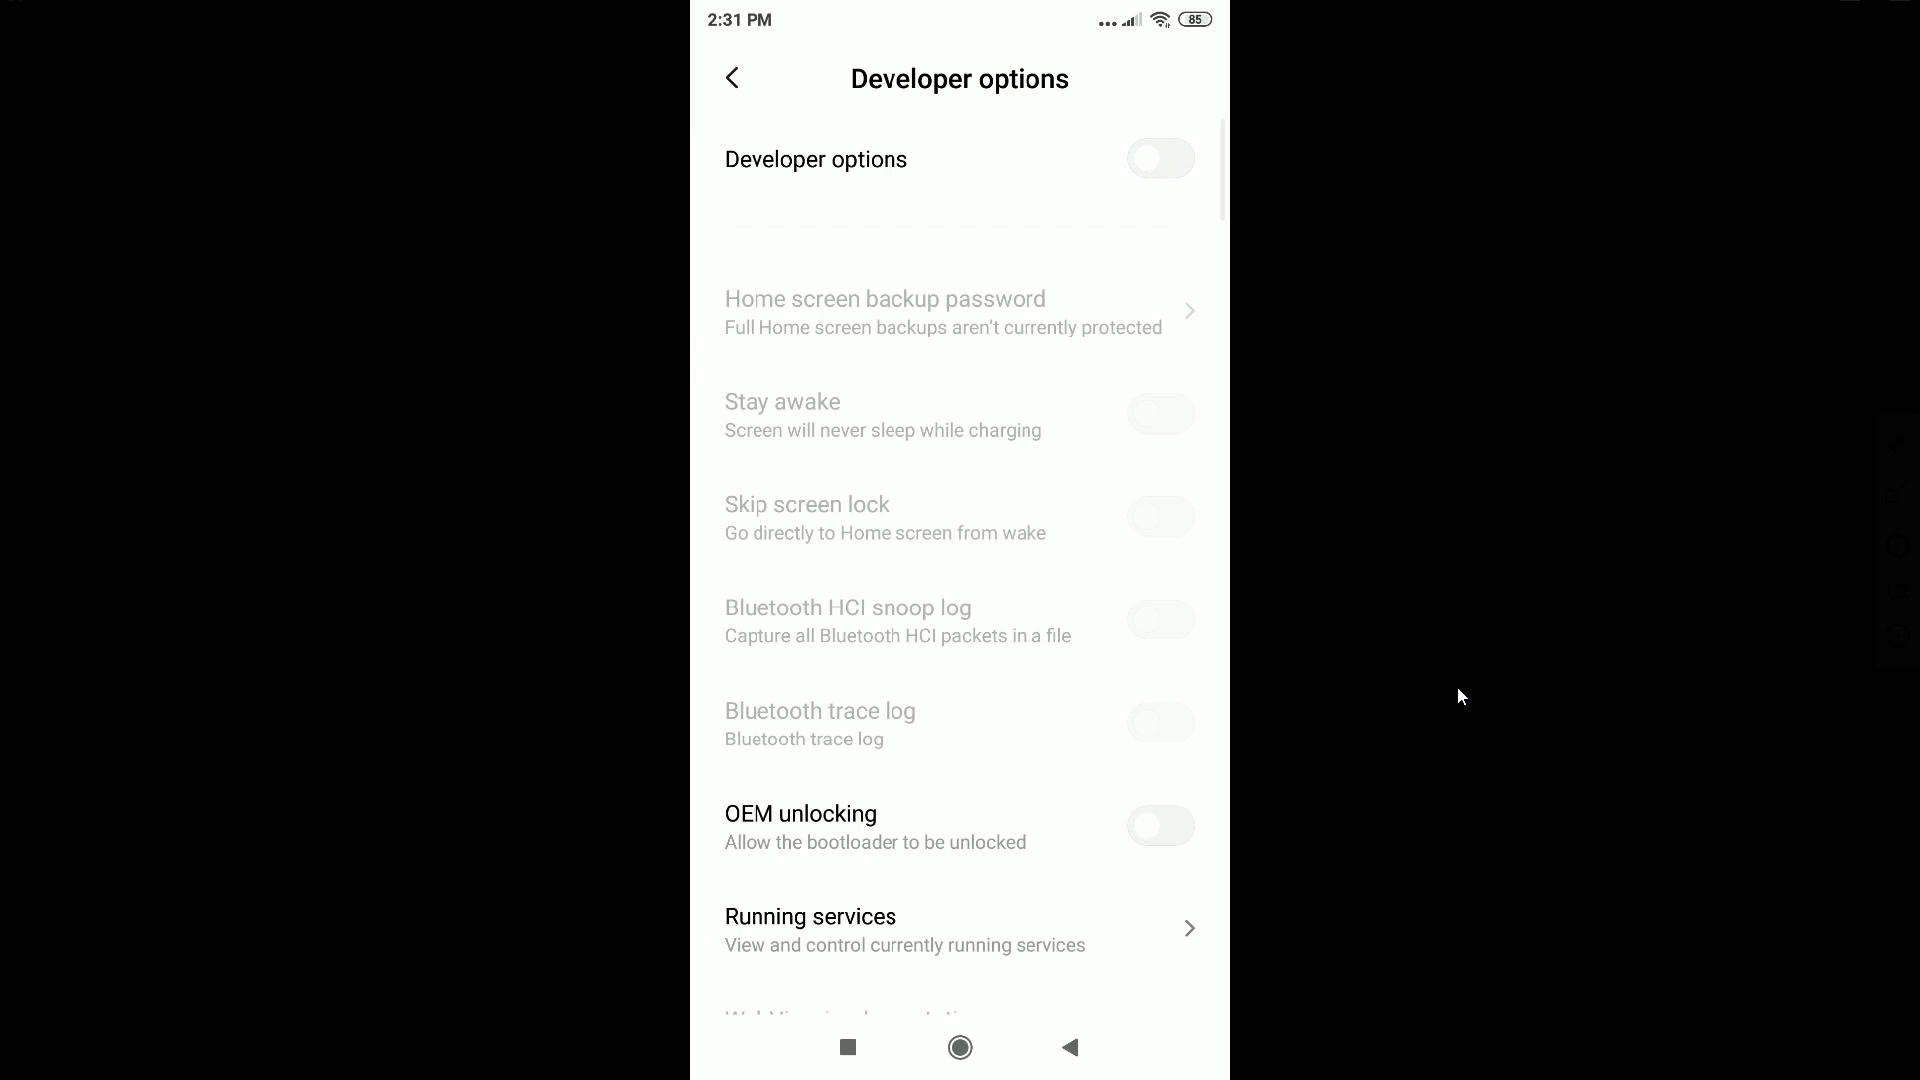 2:31 PM
85
Developer options
Developer options
Home screen backup password
Full Home screen backups aren't currently protected
Stay awake
Screen will never sleep while charging
Skip screen lock
Go directly to Home screen from wake
Bluetooth HCI snoop log
Capture all Bluetooth HCI packets in a file
Bluetooth trace log
Bluetooth trace log
OEM unlocking
Allow the bootloader to be unlocked
Running services
View and control currently running services